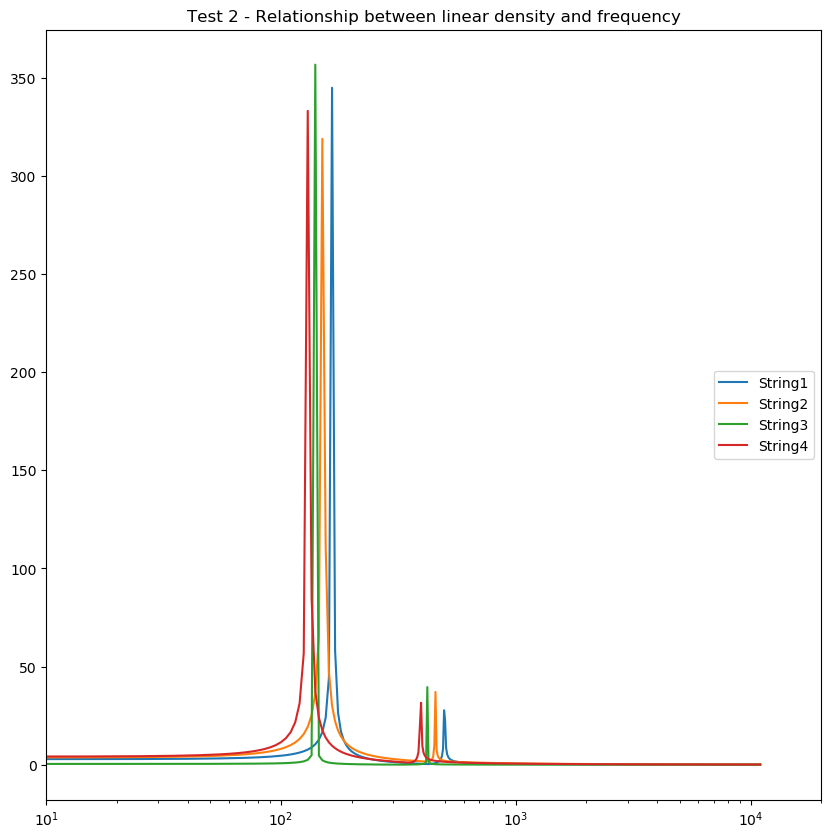 Test 2 - Relationship between linear density and frequency
350
300
250
200
150
100
50
0
String1
String2
String3
String4
10¹
10²
10³
10⁴